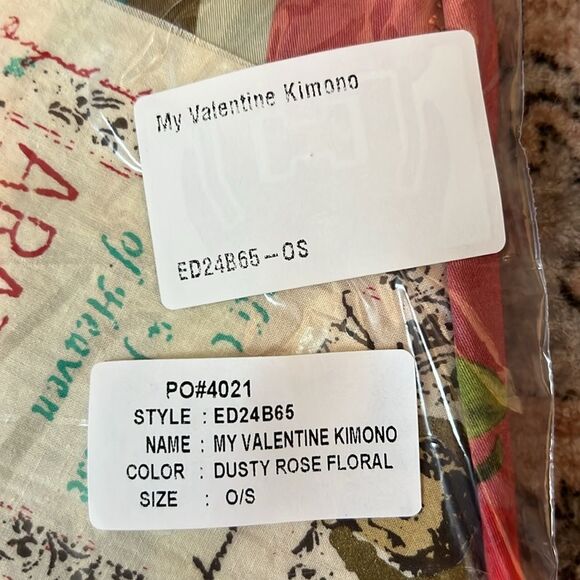 My Valentine Kimono
ED24B65-OS
of Heaven
PO#4021
STYLE : ED24B65
NAME : MY VALENTINE KIMONO
COLOR : DUSTY ROSE FLORAL
SIZE : O/S